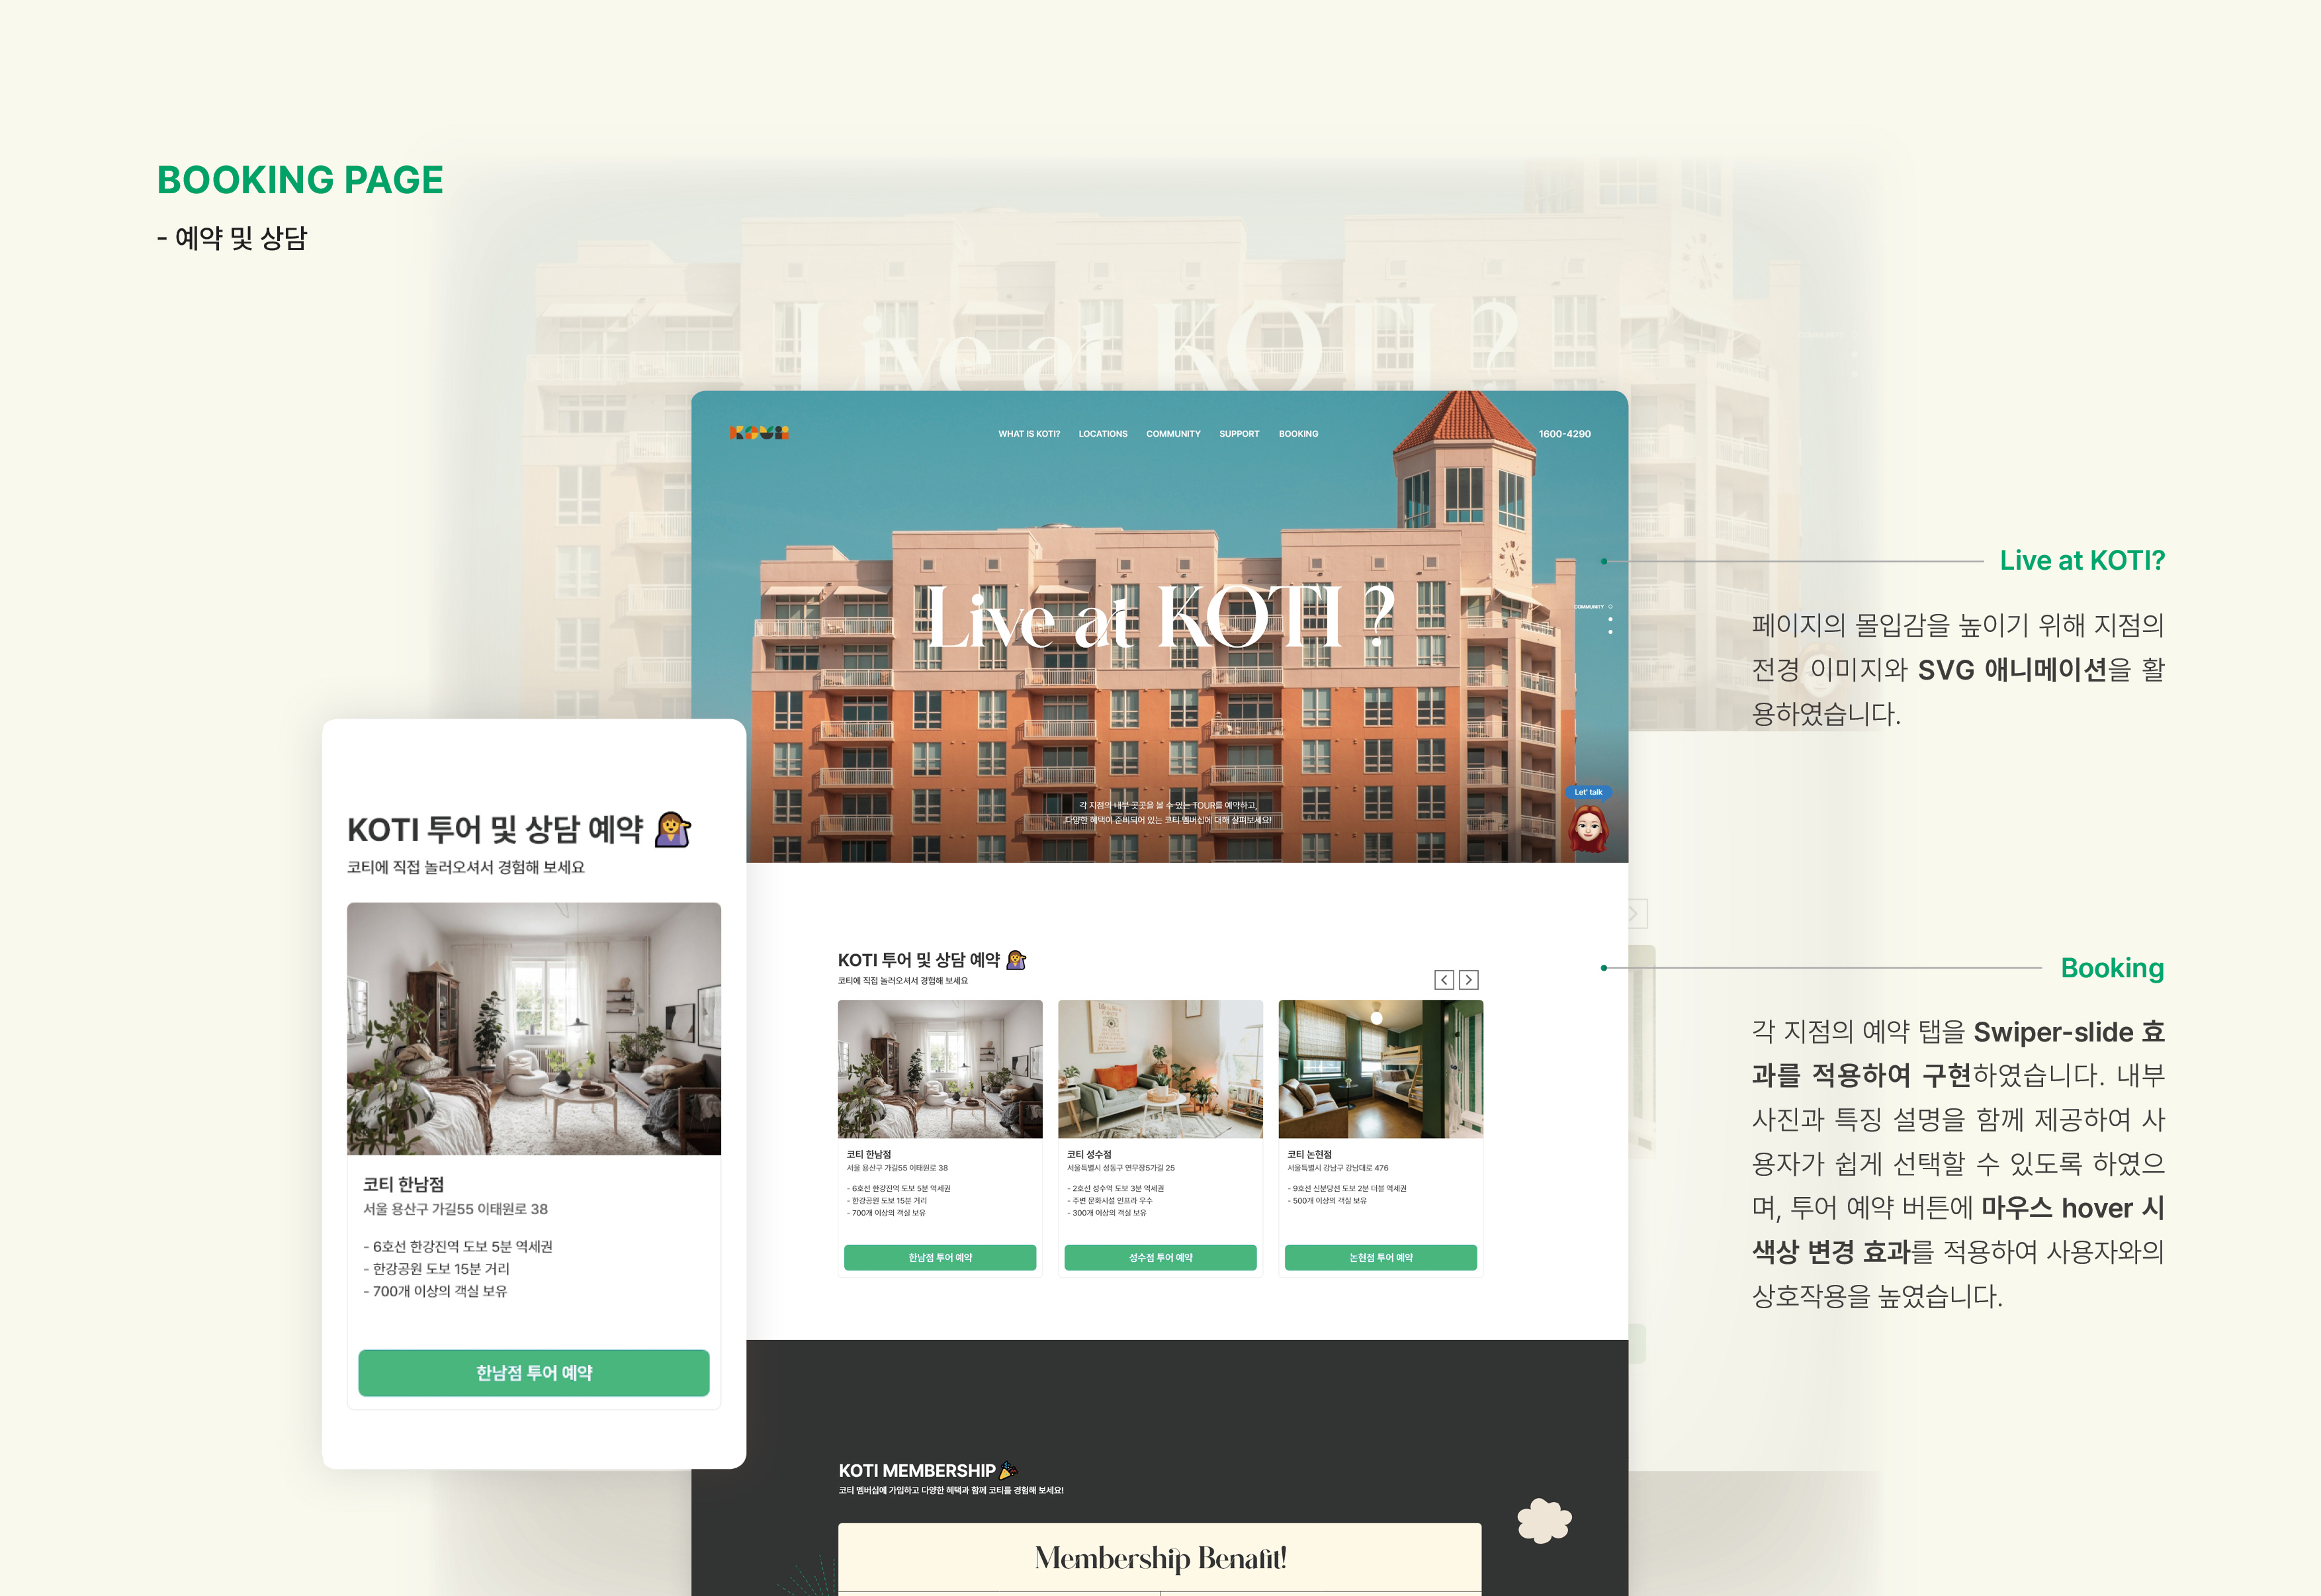 BOOKING PAGE
- 예약 및 상담
Live at KOTI ?
WHAT IS KOTI? LOCATIONS COMMUNITY SUPPORT BOOKING
1600-4290
Live at KOTI ?
COMMUNITY
각 지점의 내부 곳곳을 볼 수 있는 TOUR를 예약하고,
다양한 혜택이 준비되어 있는 코티 멤버십에 대해 살펴보세요!
Let' talk
Live at KOTI?
페이지의 몰입감을 높이기 위해 지점의
전경 이미지와 SVG 애니메이션을 활
용하였습니다.
KOTI 투어 및 상담 예약
코티에 직접 놀러오셔서 경험해 보세요
코티 한남점
서울 용산구 가길55 이태원로 38
- 6호선 한강진역 도보 5분 역세권
- 한강공원 도보 15분 거리
- 700개 이상의 객실 보유
한남점 투어 예약
KOTI 투어 및 상담 예약
코티에 직접 놀러오셔서 경험해 보세요
코티 한남점
서울 용산구 가길55 이태원로 38
- 6호선 한강진역 도보 5분 역세권
- 한강공원 도보 15분 거리
- 700개 이상의 객실 보유
한남점 투어 예약
코티 성수점
서울특별시 성동구 연무장5가길 25
- 2호선 성수역 도보 3분 역세권
- 주변 문화시설 인프라 우수
- 300개 이상의 객실 보유
성수점 투어 예약
코티 논현점
서울특별시 강남구 강남대로 476
- 9호선 신분당선 도보 2분 더블 역세권
- 500개 이상의 객실 보유
논현점 투어 예약
Booking
각 지점의 예약 탭을 Swiper-slide 효
과를 적용하여 구현하였습니다. 내부
사진과 특징 설명을 함께 제공하여 사
용자가 쉽게 선택할 수 있도록 하였으
며, 투어 예약 버튼에 마우스 hover 시
색상 변경 효과를 적용하여 사용자와의
상호작용을 높였습니다.
KOTI MEMBERSHIP
코티 멤버십에 가입하고 다양한 혜택과 함께 코티를 경험해 보세요!
Membership Benafit!